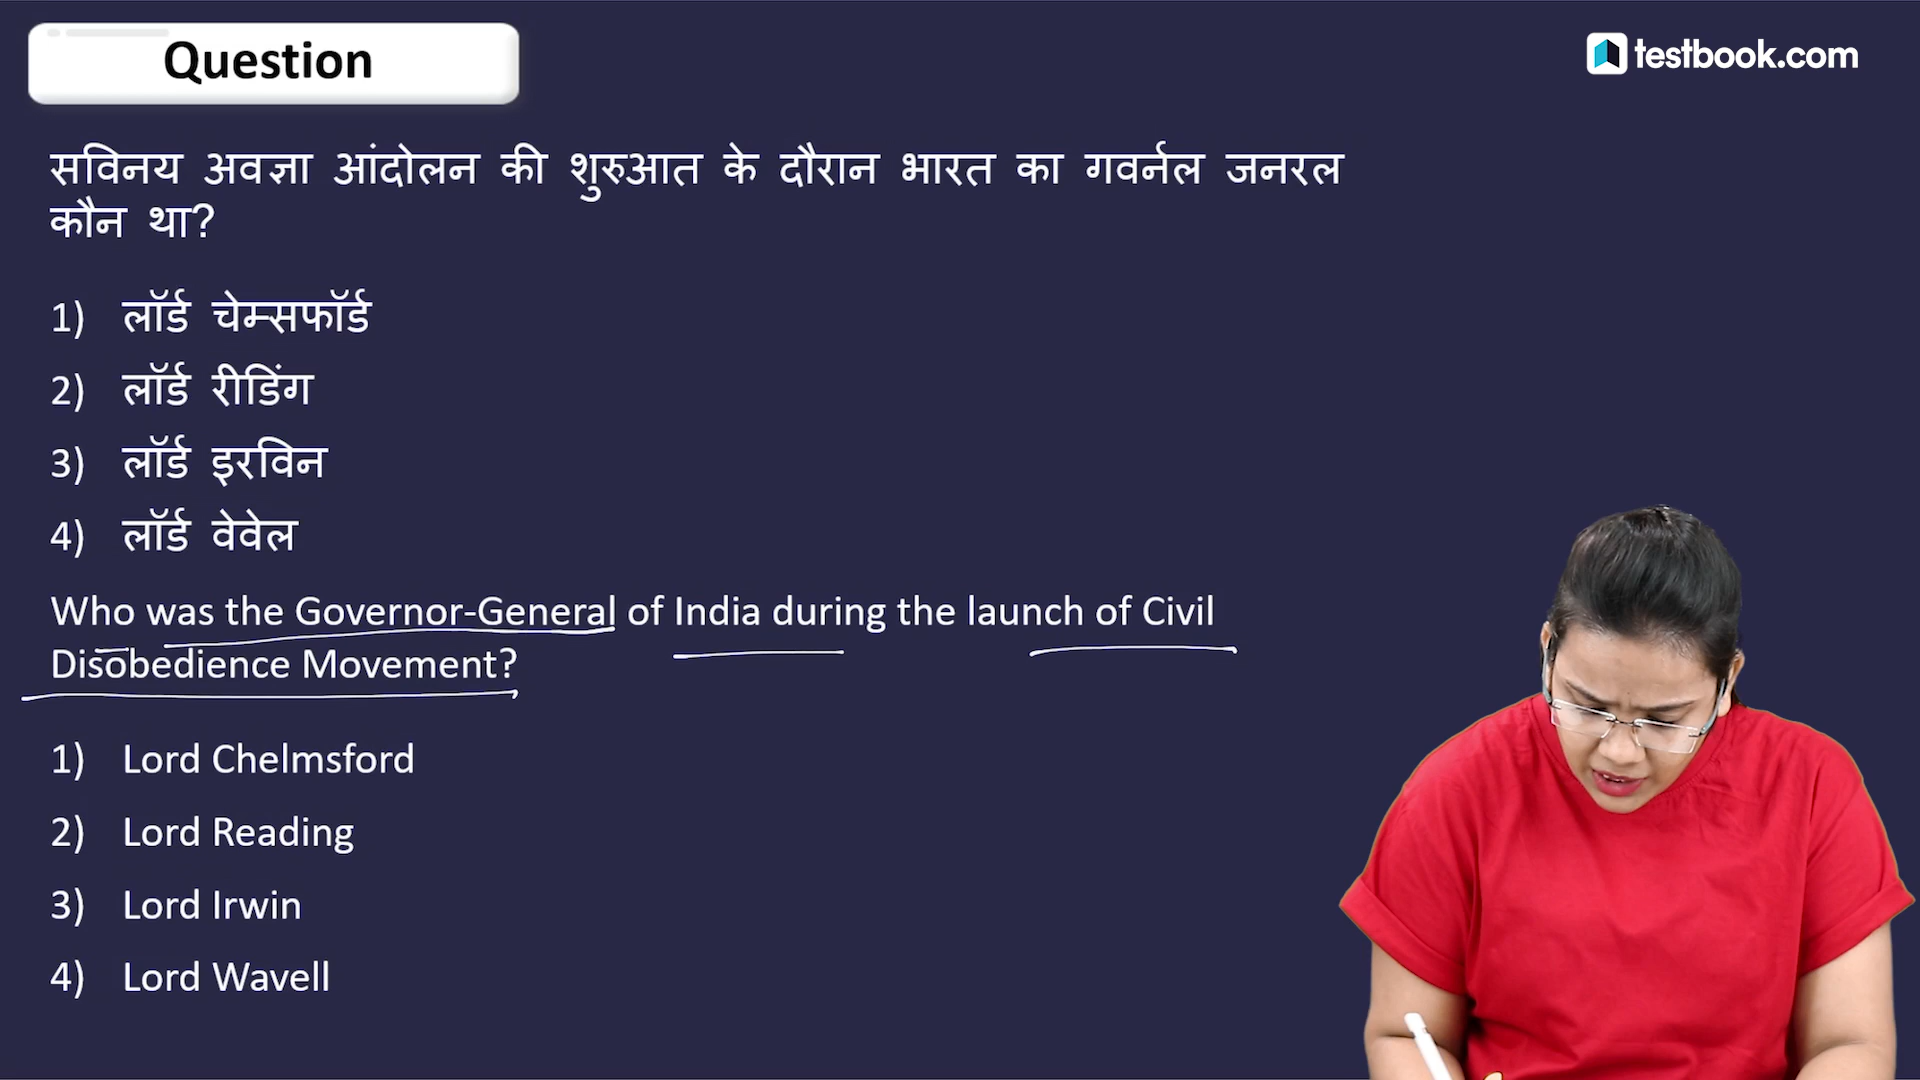 Question
testbook.com
सविनय अवज्ञा आंदोलन की शुरुआत के दौरान भारत का गवर्नल जनरल
कौन था?
1) लॉर्ड चेम्सफॉर्ड
2) लॉर्ड रीडिंग
3) लॉर्ड इरविन
4) लॉर्ड वेवेल
Who was the Governor-General of India during the launch of Civil
Disobedience Movement?
1) Lord Chelmsford
2) Lord Reading
3) Lord Irwin
4) Lord Wavell